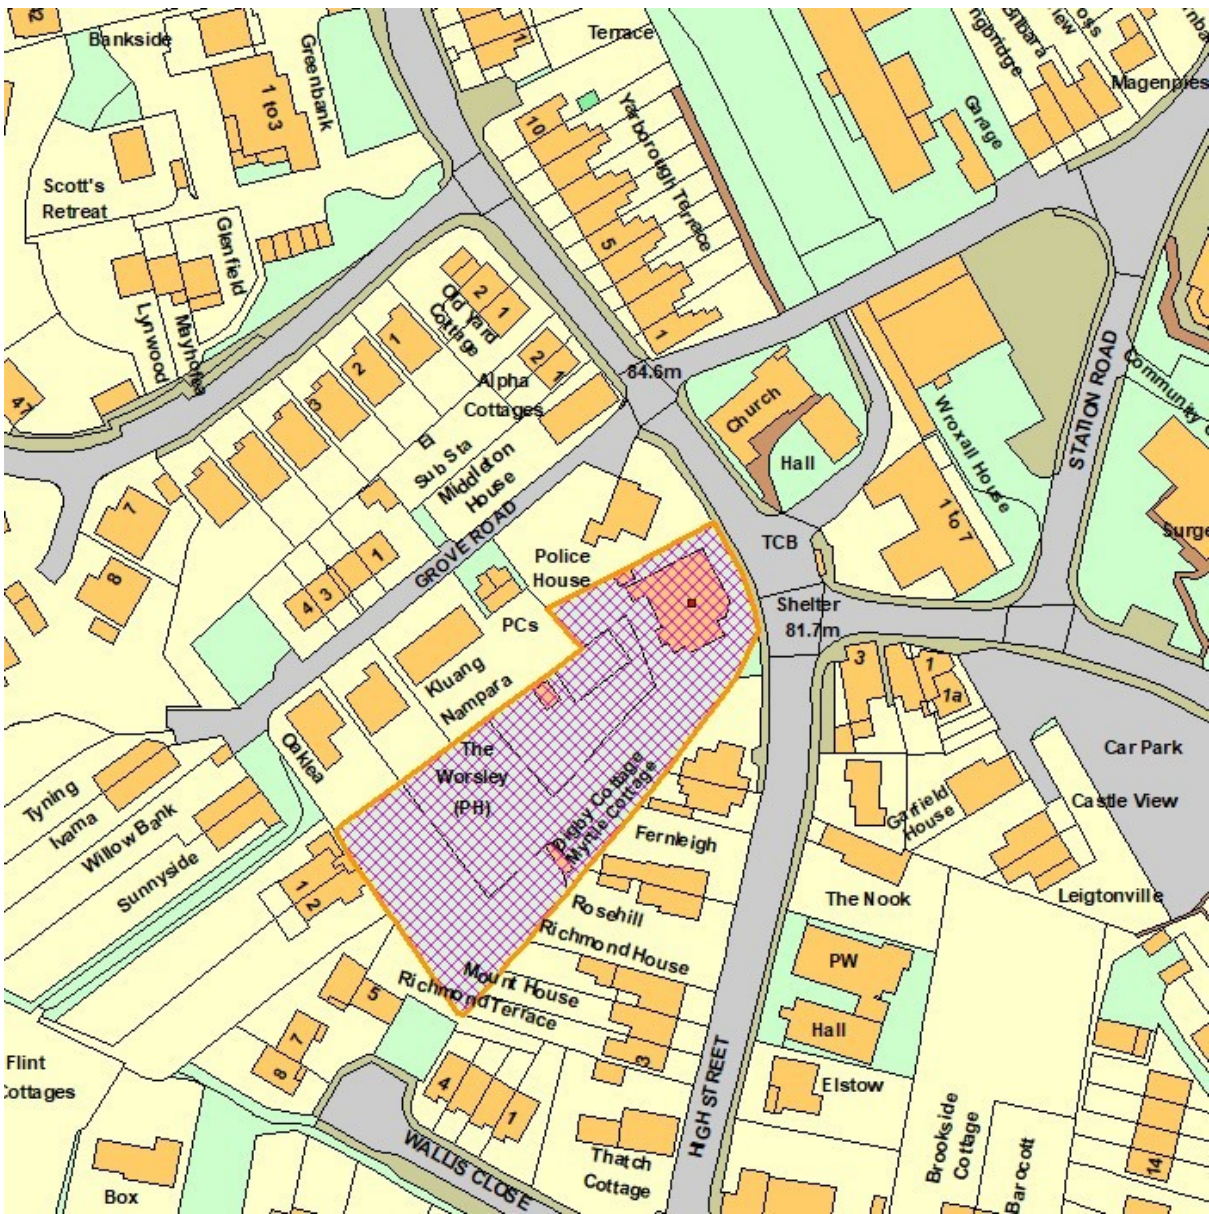 Bankside
Greenbank
1 to 3
1
Terrace
Yarborough Terrace
10
5
1
Garage
Magenpies
Scott's
Retreat
Glenfield
Lynwood
47
Old Yard
Cottage
2
1
1
2
3
Alpha
Cottages
2
1
84.6m
Church
Hall
Wroxall House
1 to 7
STATION ROAD
El
Sub Sta
Middleton
House
GROVE ROAD
7
8
4
3
1
Police
House
PCs
TCB
Shelter
81.7m
3
1
1a
Kluang
Nampara
Oaklea
The
Worsley
(PH)
Digby Cottage
Myrtle Cottage
Car Park
Castle View
Garfield
House
Fernleigh
Tyning
Ivama
Willow Bank
Sunnyside
1
2
The Nook
Leigtonville
Rosehill
Richmond House
Mount House
Richmond Terrace
PW
Hall
5
7
8
3
Flint
4
1
HIGH STREET
Elstow
Brookside
Cottage
Barocott
14
WALLIS CLOSE
Thatch
Cottage
Box